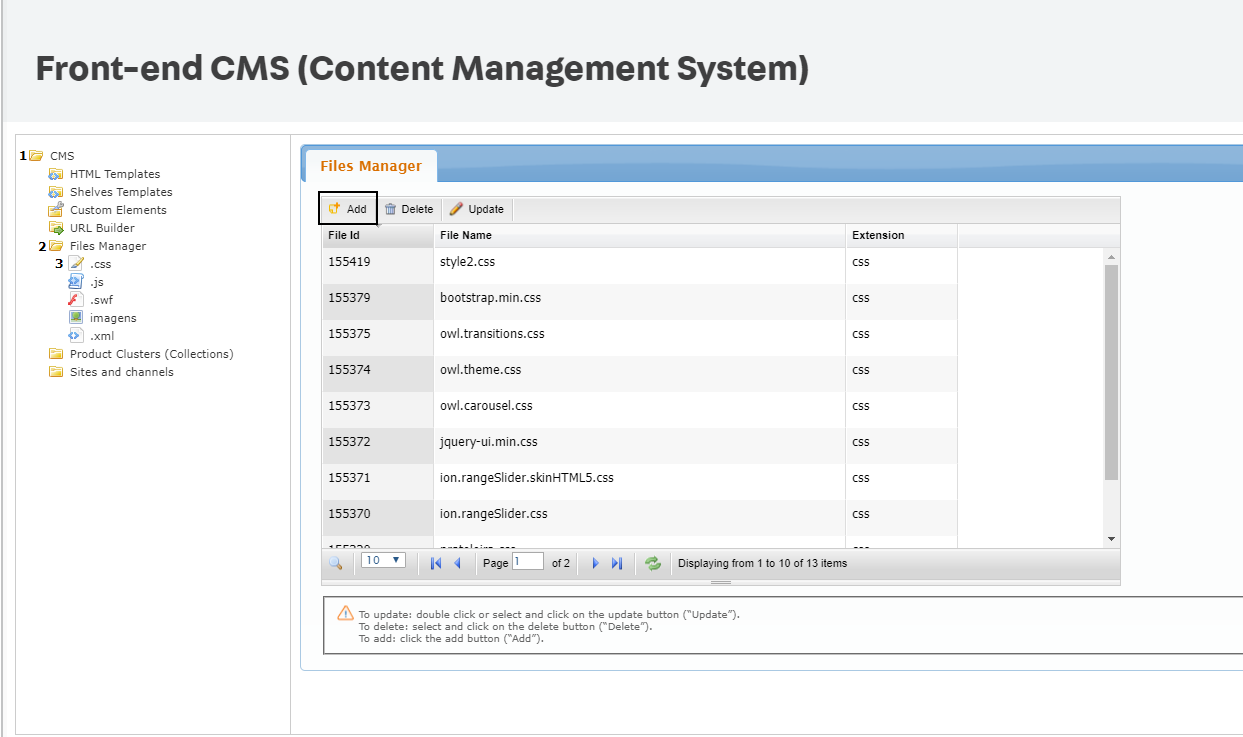 Front-end CMS (Content Management System)
1 CMS
HTML Templates
Shelves Templates
Custom Elements
URL Builder
2 Files Manager
3 .css
.js
.swf
imagens
.xml
Product Clusters (Collections)
Sites and channels
Files Manager
Add Delete Update
File Id File Name Extension
155419 style2.css css
155379 bootstrap.min.css css
155375 owl.transitions.css css
155374 owl.theme.css css
155373 owl.carousel.css css
155372 jquery-ui.min.css css
155371 ion.rangeSlider.skinHTML5.css css
155370 ion.rangeSlider.css css
10 Page 1 of 2 Displaying from 1 to 10 of 13 items
To update: double click or select and click on the update button (“Update”).
To delete: select and click on the delete button (“Delete”).
To add: click the add button (“Add”).